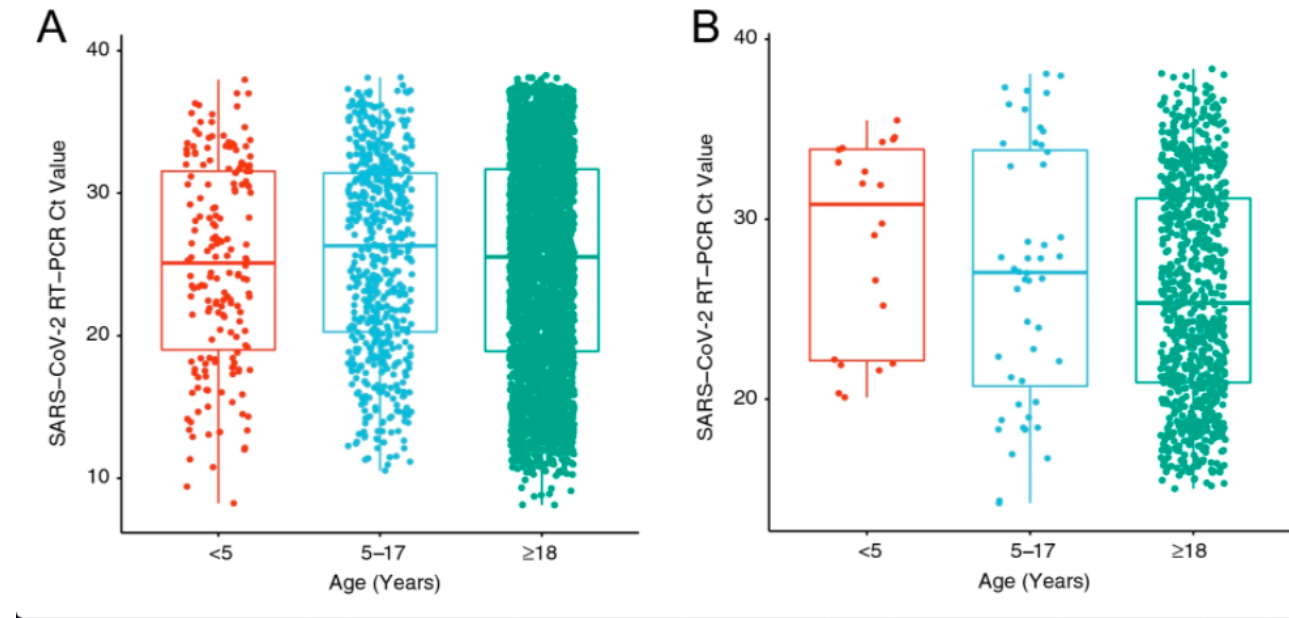 A
SARS–CoV-2 RT–PCR Ct Value
40
30
20
10
<5
5–17
≥18
Age (Years)
B
SARS–CoV-2 RT–PCR Ct Value
40
30
20
<5
5–17
≥18
Age (Years)